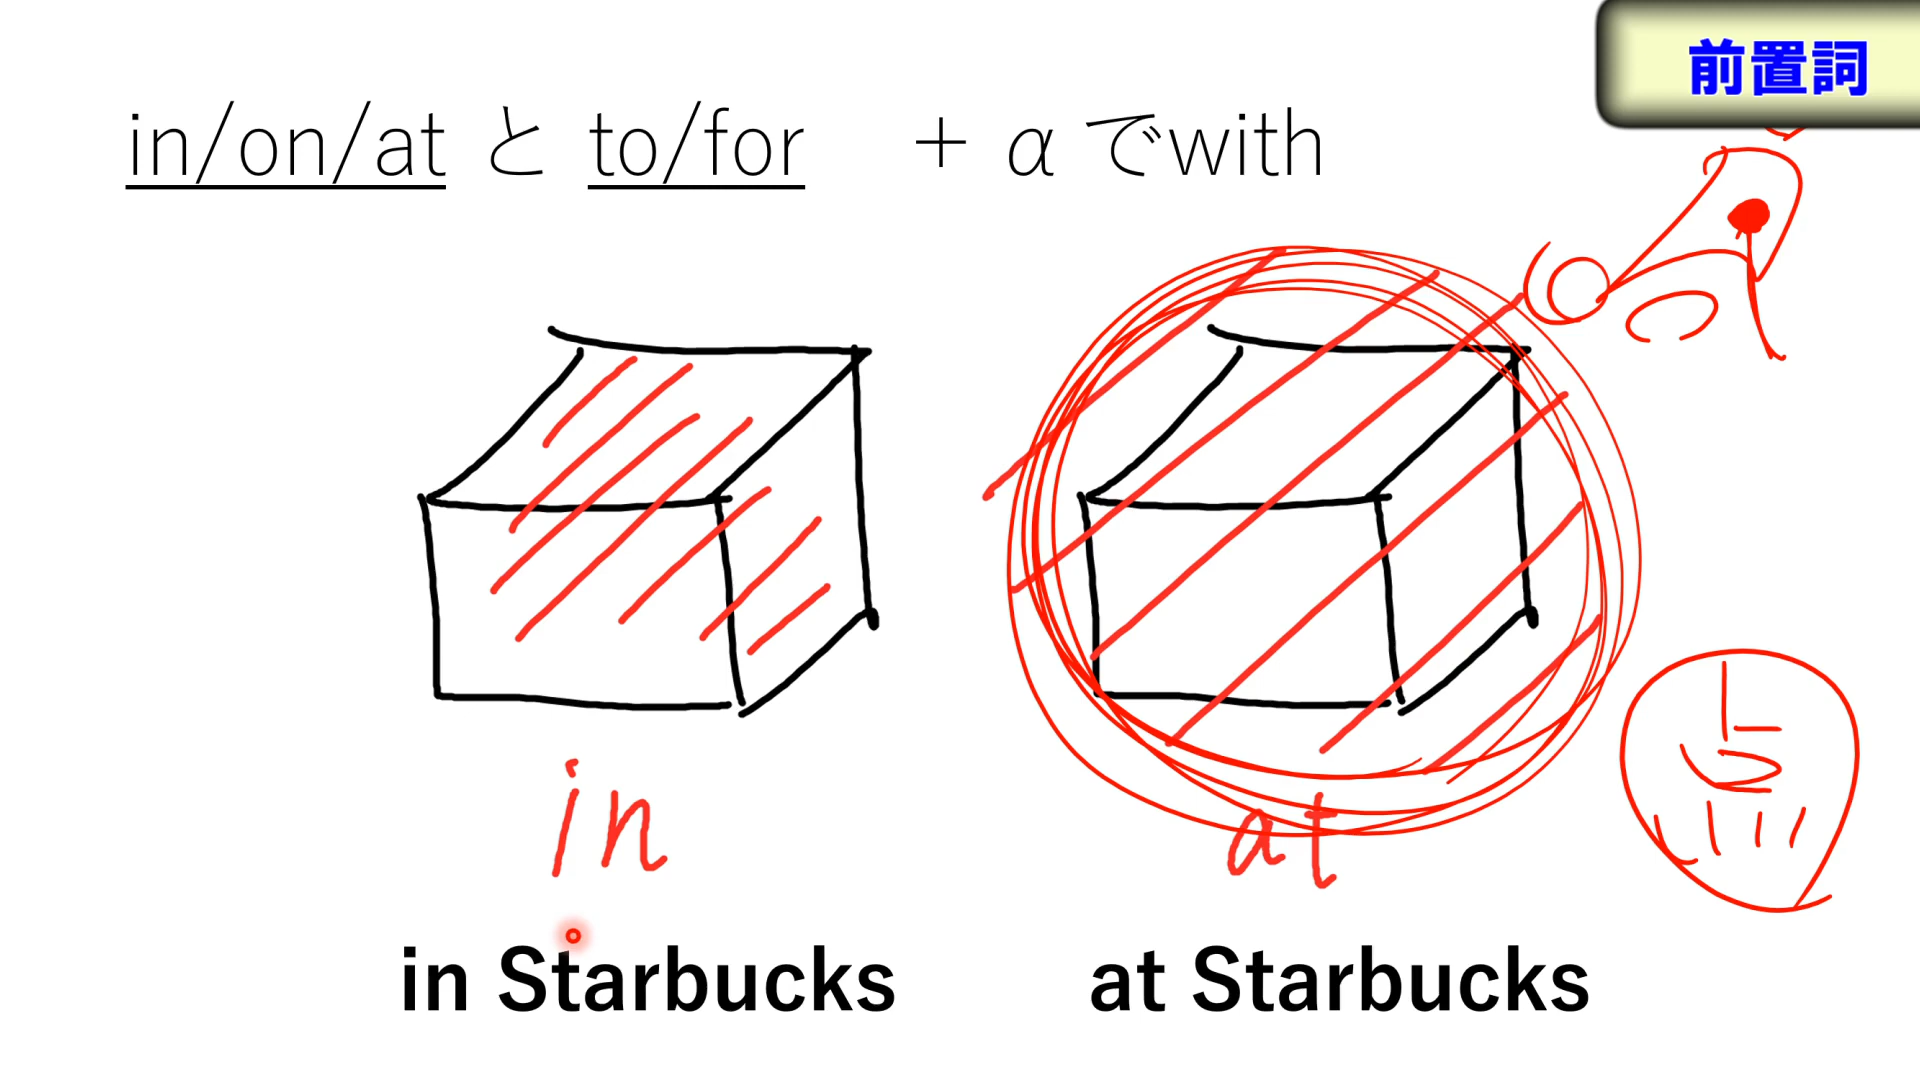 前置詞
in/on/at と to/for + α でwith
in
at
in Starbucks
at Starbucks